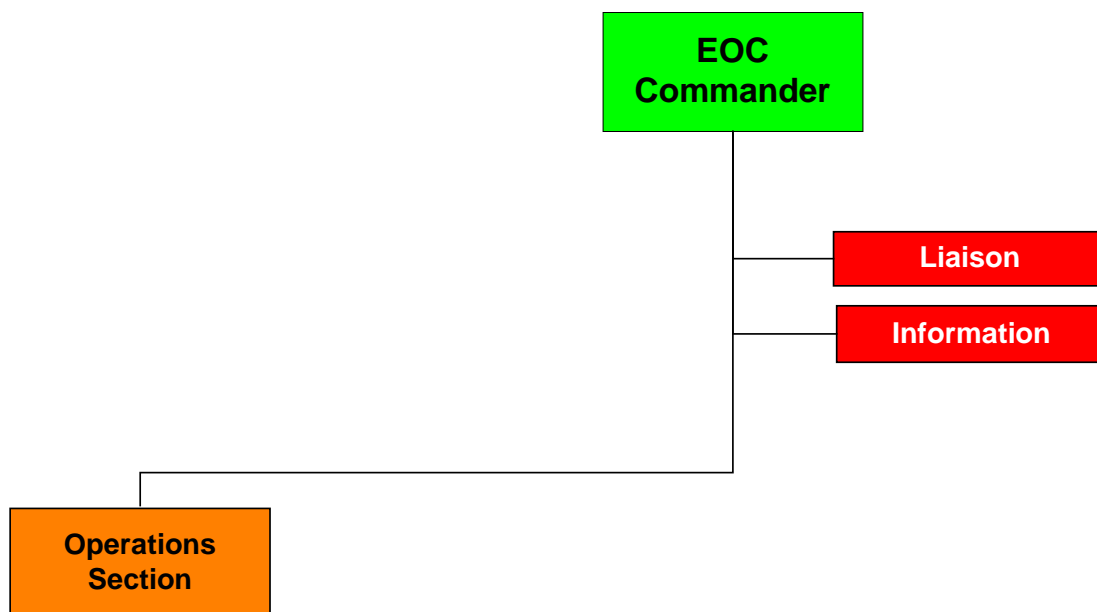 EOC
Commander
Liaison
Information
Operations
Section